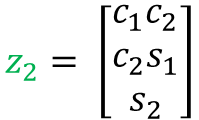 z₂ = [c₁c₂
c₂s₁
s₂]